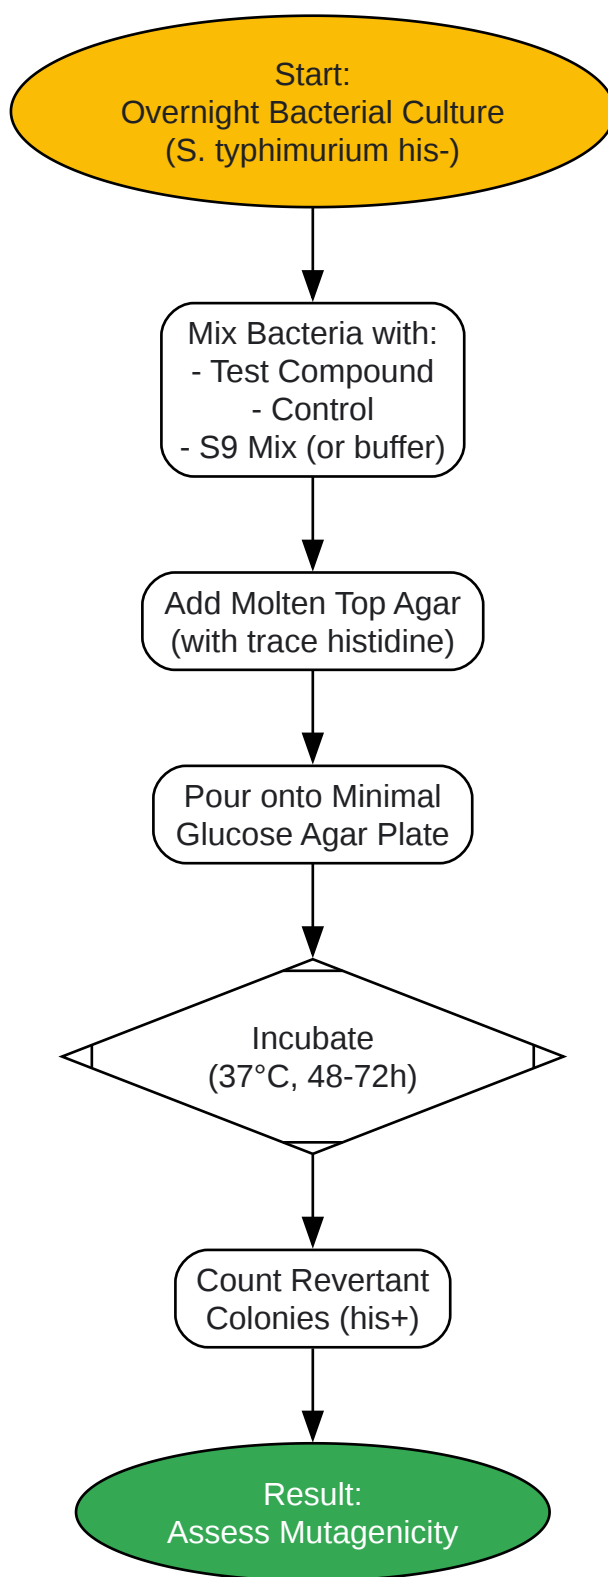 Start:
Overnight Bacterial Culture
(S. typhimurium his-)
Mix Bacteria with:
- Test Compound
- Control
- S9 Mix (or buffer)
Add Molten Top Agar
(with trace histidine)
Pour onto Minimal
Glucose Agar Plate
Incubate
(37°C, 48-72h)
Count Revertant
Colonies (his+)
Result:
Assess Mutagenicity